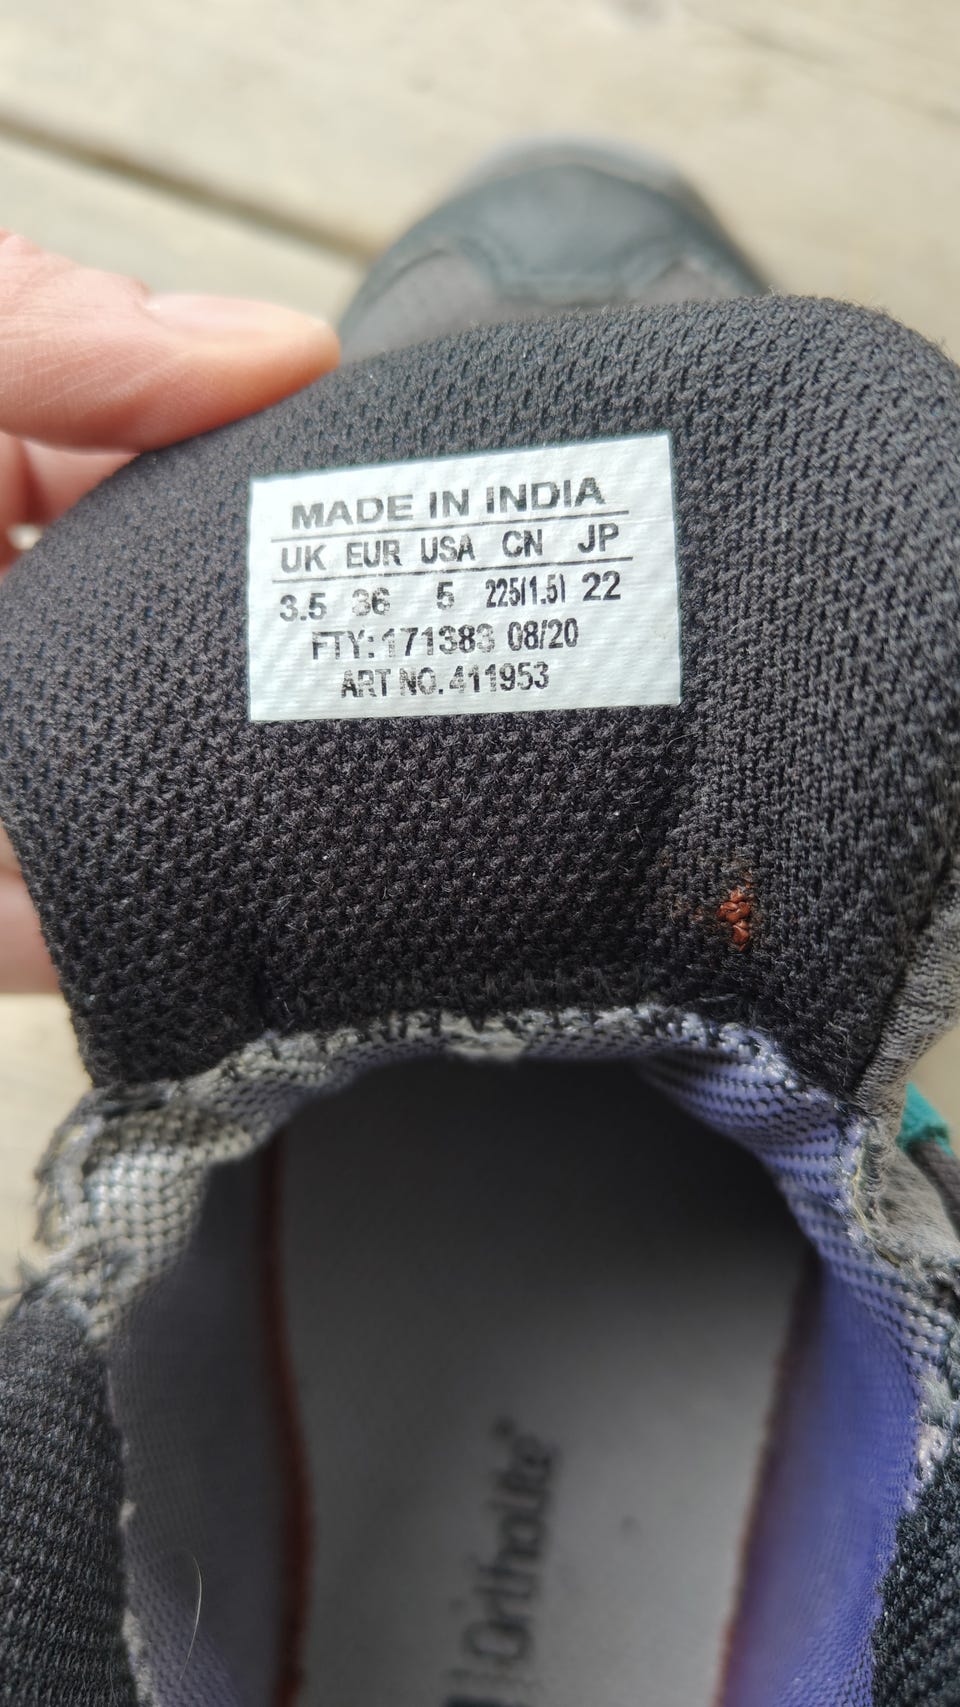 MADE IN INDIA
UK EUR USA CN JP
3.5 36 5 225(1.5) 22
FTY: 171383 08/20
ART NO. 411953
Ortholite